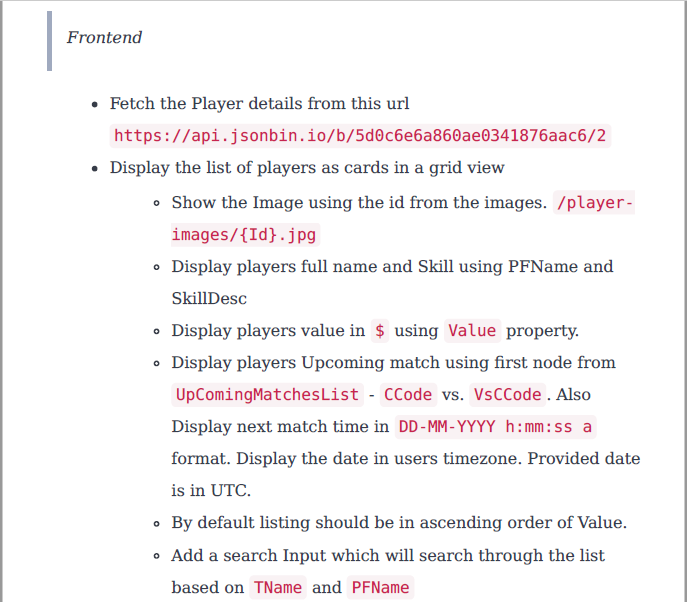 Frontend
Fetch the Player details from this url
https://api.jsonbin.io/b/5d0c6e6a860ae0341876aac6/2
Display the list of players as cards in a grid view
Show the Image using the id from the images. /player-
images/{Id}.jpg
Display players full name and Skill using PFName and
SkillDesc
Display players value in $ using Value property.
Display players Upcoming match using first node from
UpComingMatchesList - CCode vs. VsCCode. Also
Display next match time in DD-MM-YYYY h:mm:ss a
format. Display the date in users timezone. Provided date
is in UTC.
By default listing should be in ascending order of Value.
Add a search Input which will search through the list
based on TName and PFName